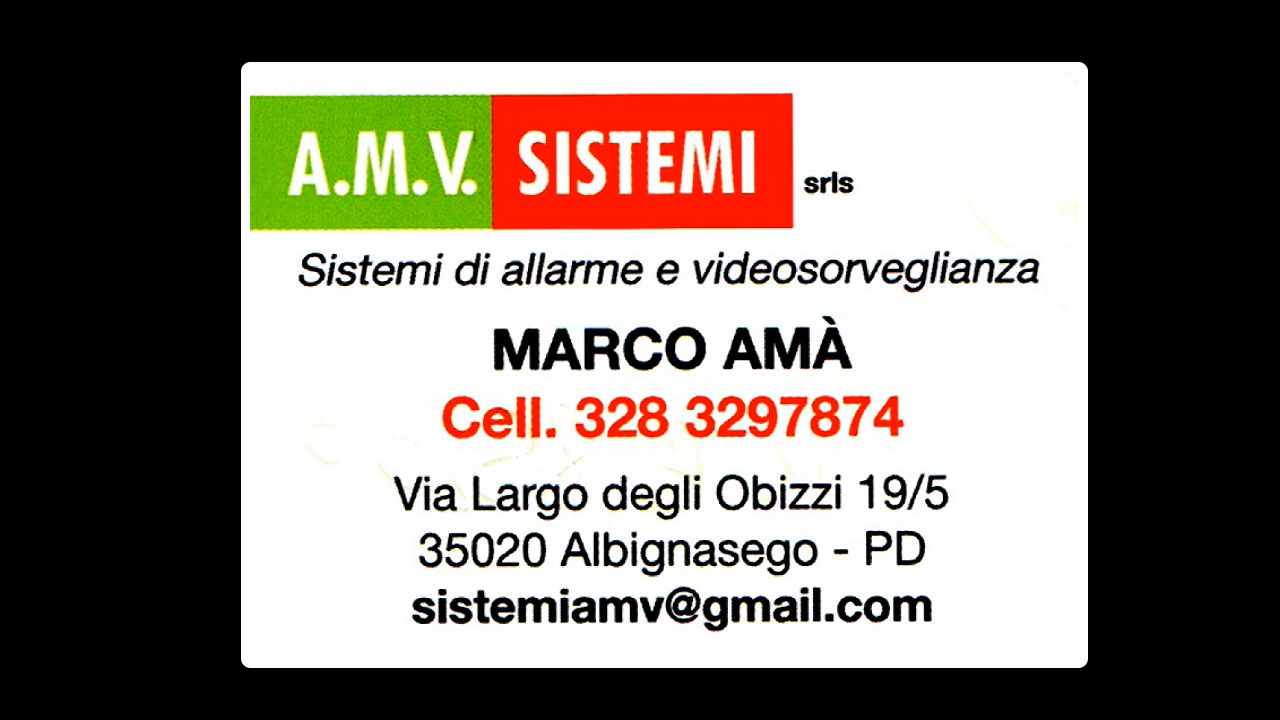 A.M.V. SISTEMI srls
Sistemi di allarme e videosorveglianza
MARCO AMÀ
Cell. 328 3297874
Via Largo degli Obizzi 19/5
35020 Albignasego - PD
sistemiamv@gmail.com